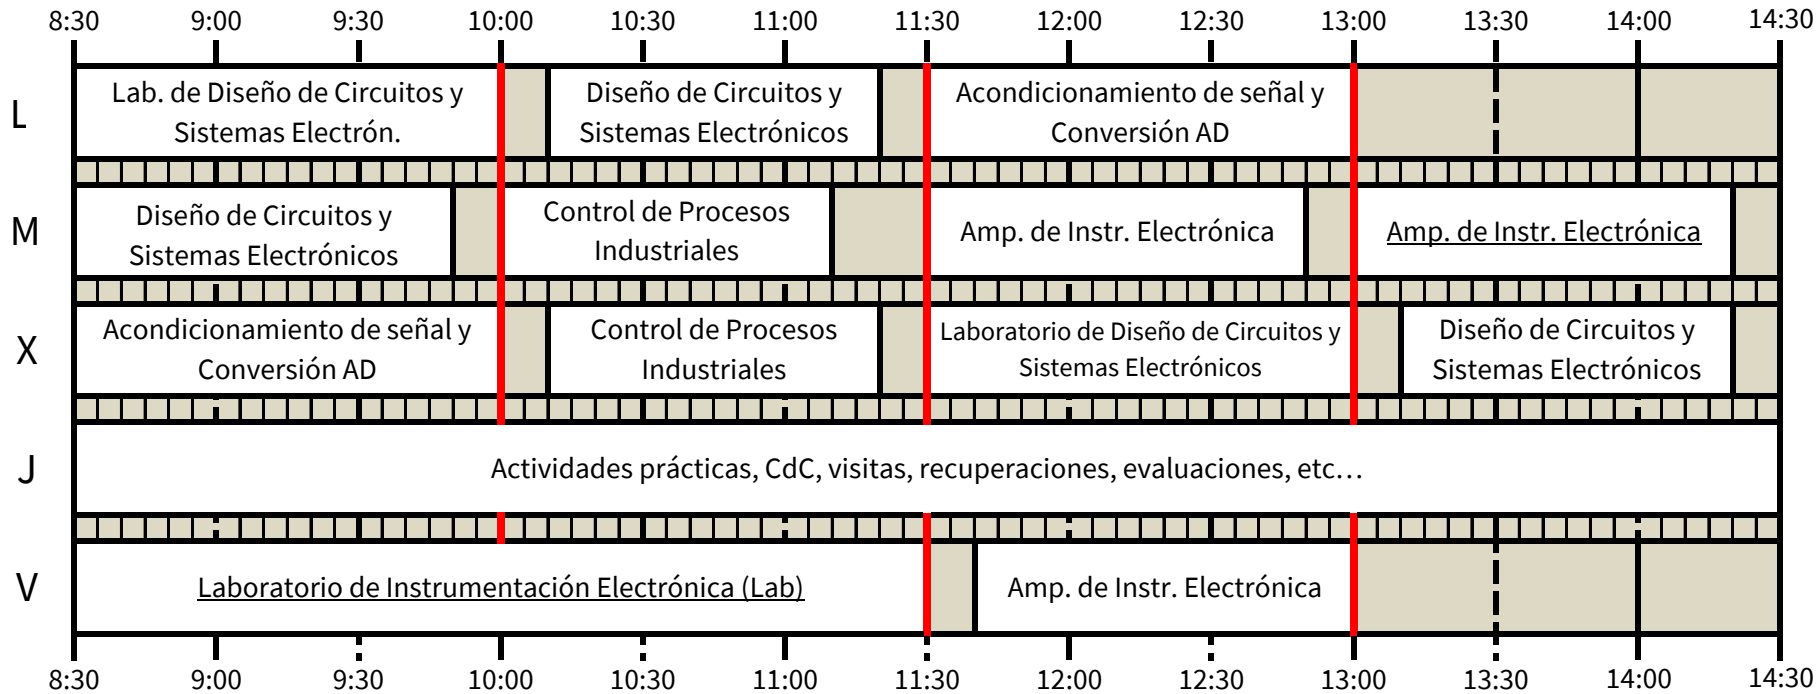 8:30 9:00 9:30 10:00 10:30 11:00 11:30 12:00 12:30 13:00 13:30 14:00 14:30
L
Lab. de Diseño de Circuitos y
Sistemas Electrón.
Diseño de Circuitos y
Sistemas Electrónicos
Acondicionamiento de señal y
Conversión AD
M
Diseño de Circuitos y
Sistemas Electrónicos
Control de Procesos
Industriales
Amp. de Instr. Electrónica
Amp. de Instr. Electrónica
X
Acondicionamiento de señal y
Conversión AD
Control de Procesos
Industriales
Laboratorio de Diseño de Circuitos y
Sistemas Electrónicos
Diseño de Circuitos y
Sistemas Electrónicos
J
Actividades prácticas, CdC, visitas, recuperaciones, evaluaciones, etc…
V
Laboratorio de Instrumentación Electrónica (Lab)
Amp. de Instr. Electrónica
8:30 9:00 9:30 10:00 10:30 11:00 11:30 12:00 12:30 13:00 13:30 14:00 14:30